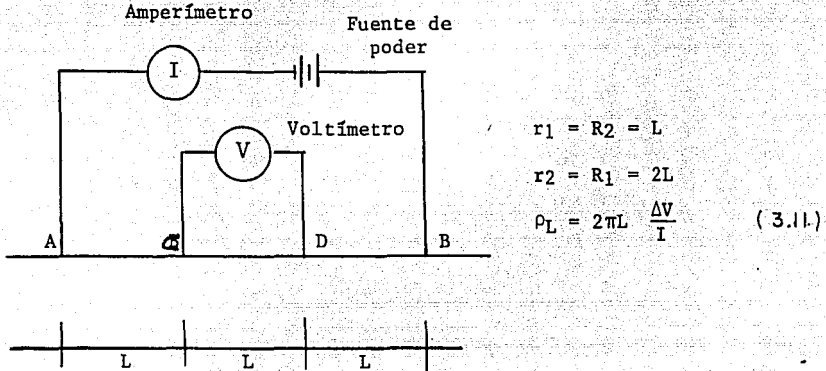 Amperímetro
Fuente de
poder
I
Voltímetro
V
r1 = R2 = L
r2 = R1 = 2L
ρL = 2πL ΔV/I (3.11.)
A D B
L L L